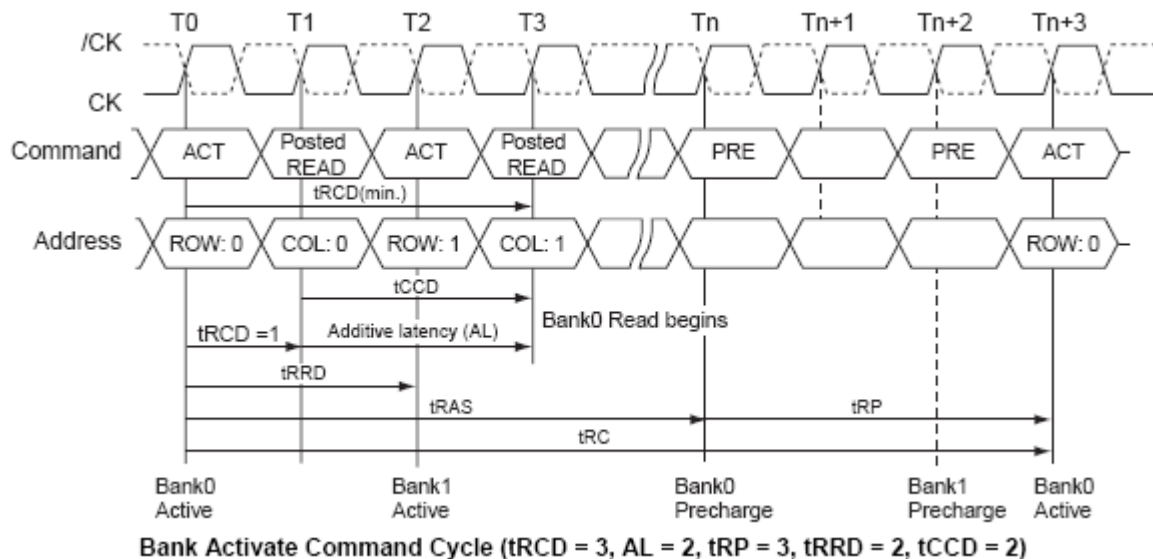 T0 T1 T2 T3 Tn Tn+1 Tn+2 Tn+3
/CK
CK
Command ACT Posted READ ACT Posted READ PRE PRE ACT
tRCD(min.)
Address ROW: 0 COL: 0 ROW: 1 COL: 1 ROW: 0
tCCD
Bank0 Read begins
tRCD =1 Additive latency (AL)
tRRD
tRAS tRP
tRC
Bank0 Active Bank1 Active Bank0 Precharge Bank1 Precharge Bank0 Active
Bank Activate Command Cycle (tRCD = 3, AL = 2, tRP = 3, tRRD = 2, tCCD = 2)